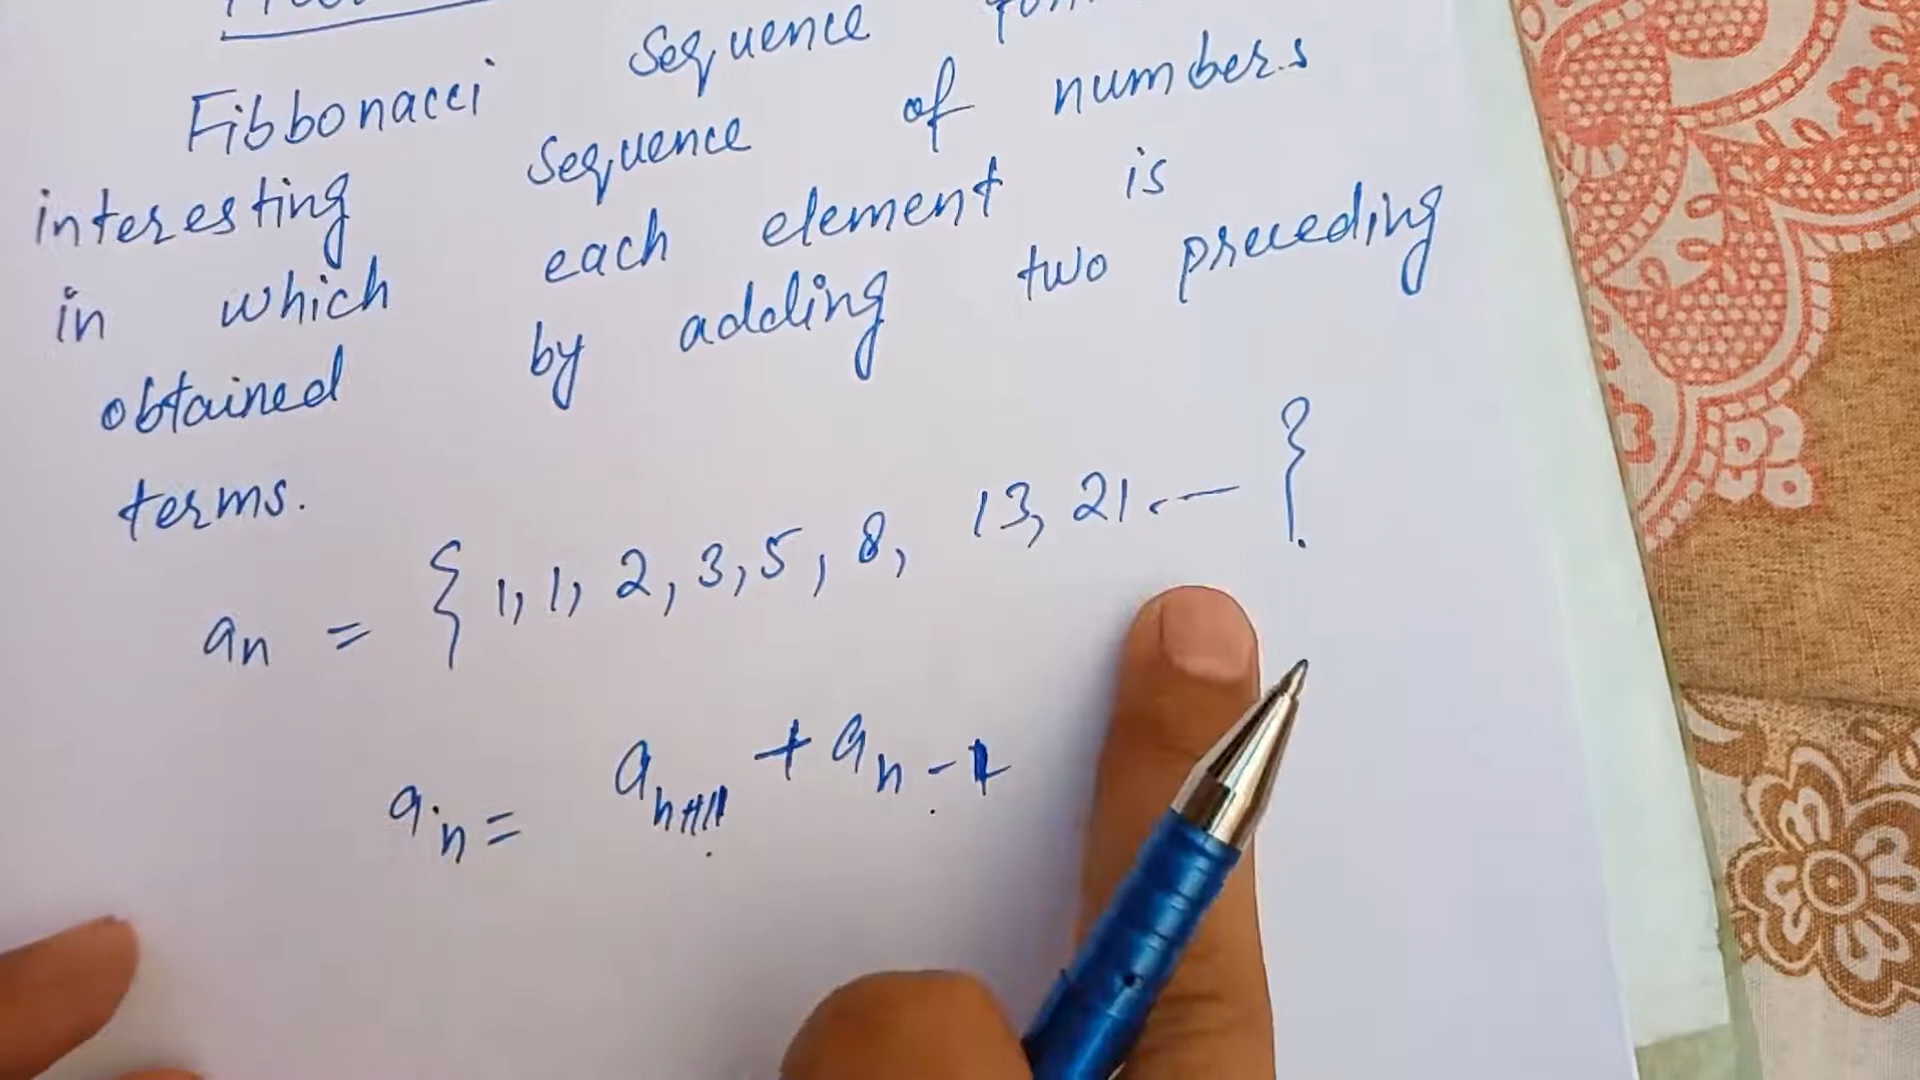 Fibbonacci sequence
interesting sequence of numbers
in which each element is
obtained by adding two preceding
terms.
an = { 1, 1, 2, 3, 5, 8, 13, 21 .— }
an = + an -